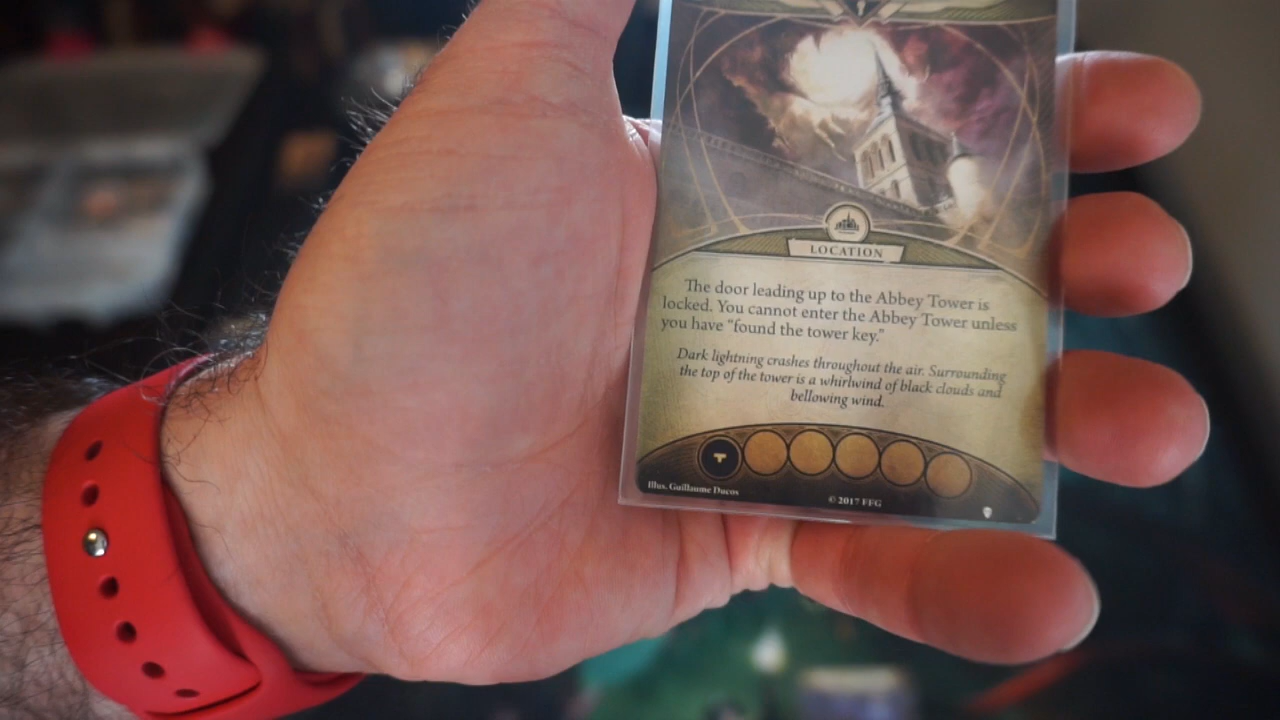 LOCATION
The door leading up to the Abbey Tower is
locked. You cannot enter the Abbey Tower unless
you have “found the tower key.”
Dark lightning crashes throughout the air. Surrounding
the top of the tower is a whirlwind of black clouds and
bellowing wind.
Illus. Guillaume Ducos
© 2017 FFG